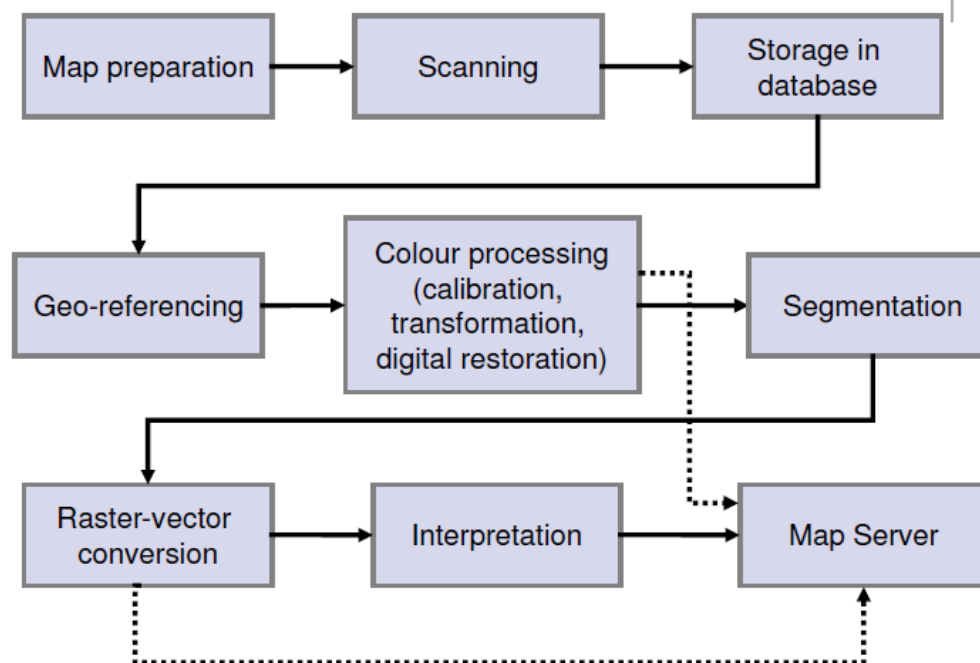 Map preparation
Scanning
Storage in
database
Geo-referencing
Colour processing
(calibration,
transformation,
digital restoration)
Segmentation
Raster-vector
conversion
Interpretation
Map Server